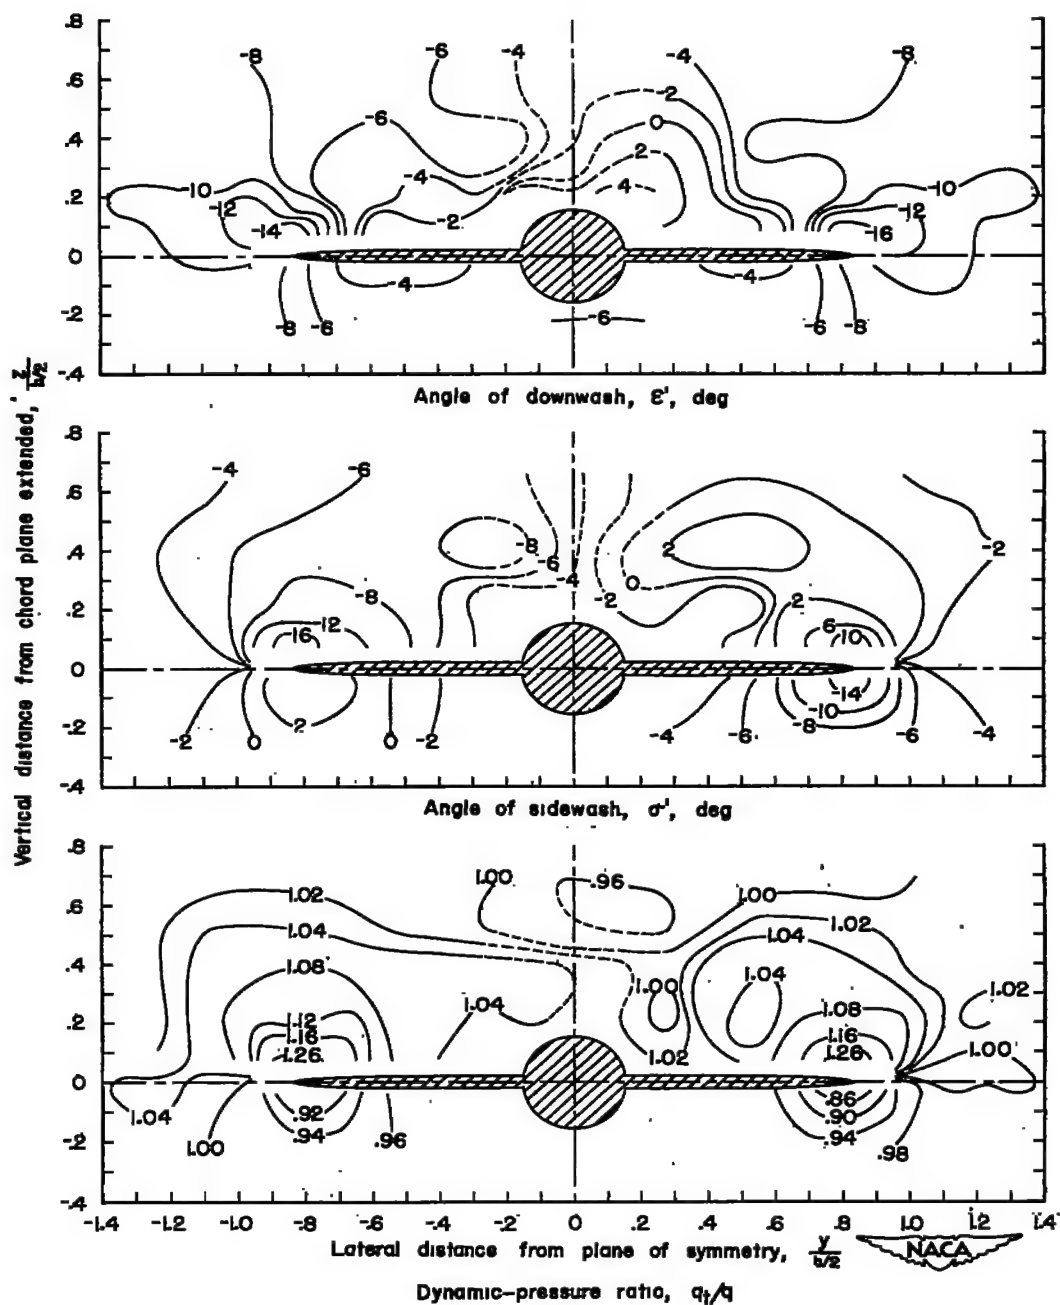 Vertical distance from chord plane extended, z/b/2
.8
.6
.4
.2
0
-.2
-.4
-8 -6 -4 -4 -8
-6 -2
0
-4 2
-10 4 -10
-12 -2 -12
-14 -16
-4 -4
-8 -6 -6 -6 -8
Angle of downwash, ε', deg
.8
.6
.4
.2
0
-.2
-.4
-4 -6
-8 2 -2
-6
-4 0
-8 -2 2
-12 6
-16 10
-14
2 -10
-2 0 0 -2 -4 -6 -8 -6 -4
Angle of sidewash, σ', deg
.8
.6
.4
.2
0
-.2
-.4
1.02 1.00 .96 1.00
1.04 1.02
1.04
1.08 1.00 1.04 1.02
1.12 1.04 1.08
1.16 1.16
1.26 1.02 1.26 1.00
.92 .86
1.04 .90
1.00 .94 .96 .94 .98
-1.4 -1.2 -1.0 -.8 -.6 -.4 -.2 0 .2 .4 .6 .8 1.0 1.2 1.4
Lateral distance from plane of symmetry, y/b/2
NACA
Dynamic-pressure ratio, qt/q